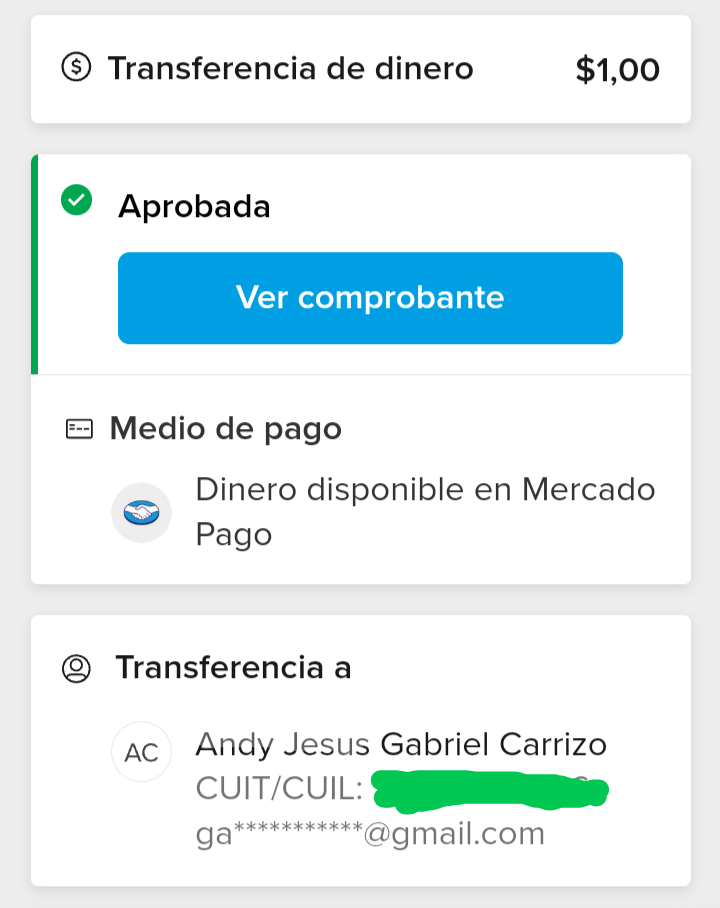 Transferencia de dinero $1,00
Aprobada
Ver comprobante
Medio de pago
Dinero disponible en Mercado
Pago
Transferencia a
AC Andy Jesus Gabriel Carrizo
CUIT/CUIL:
ga***********@gmail.com